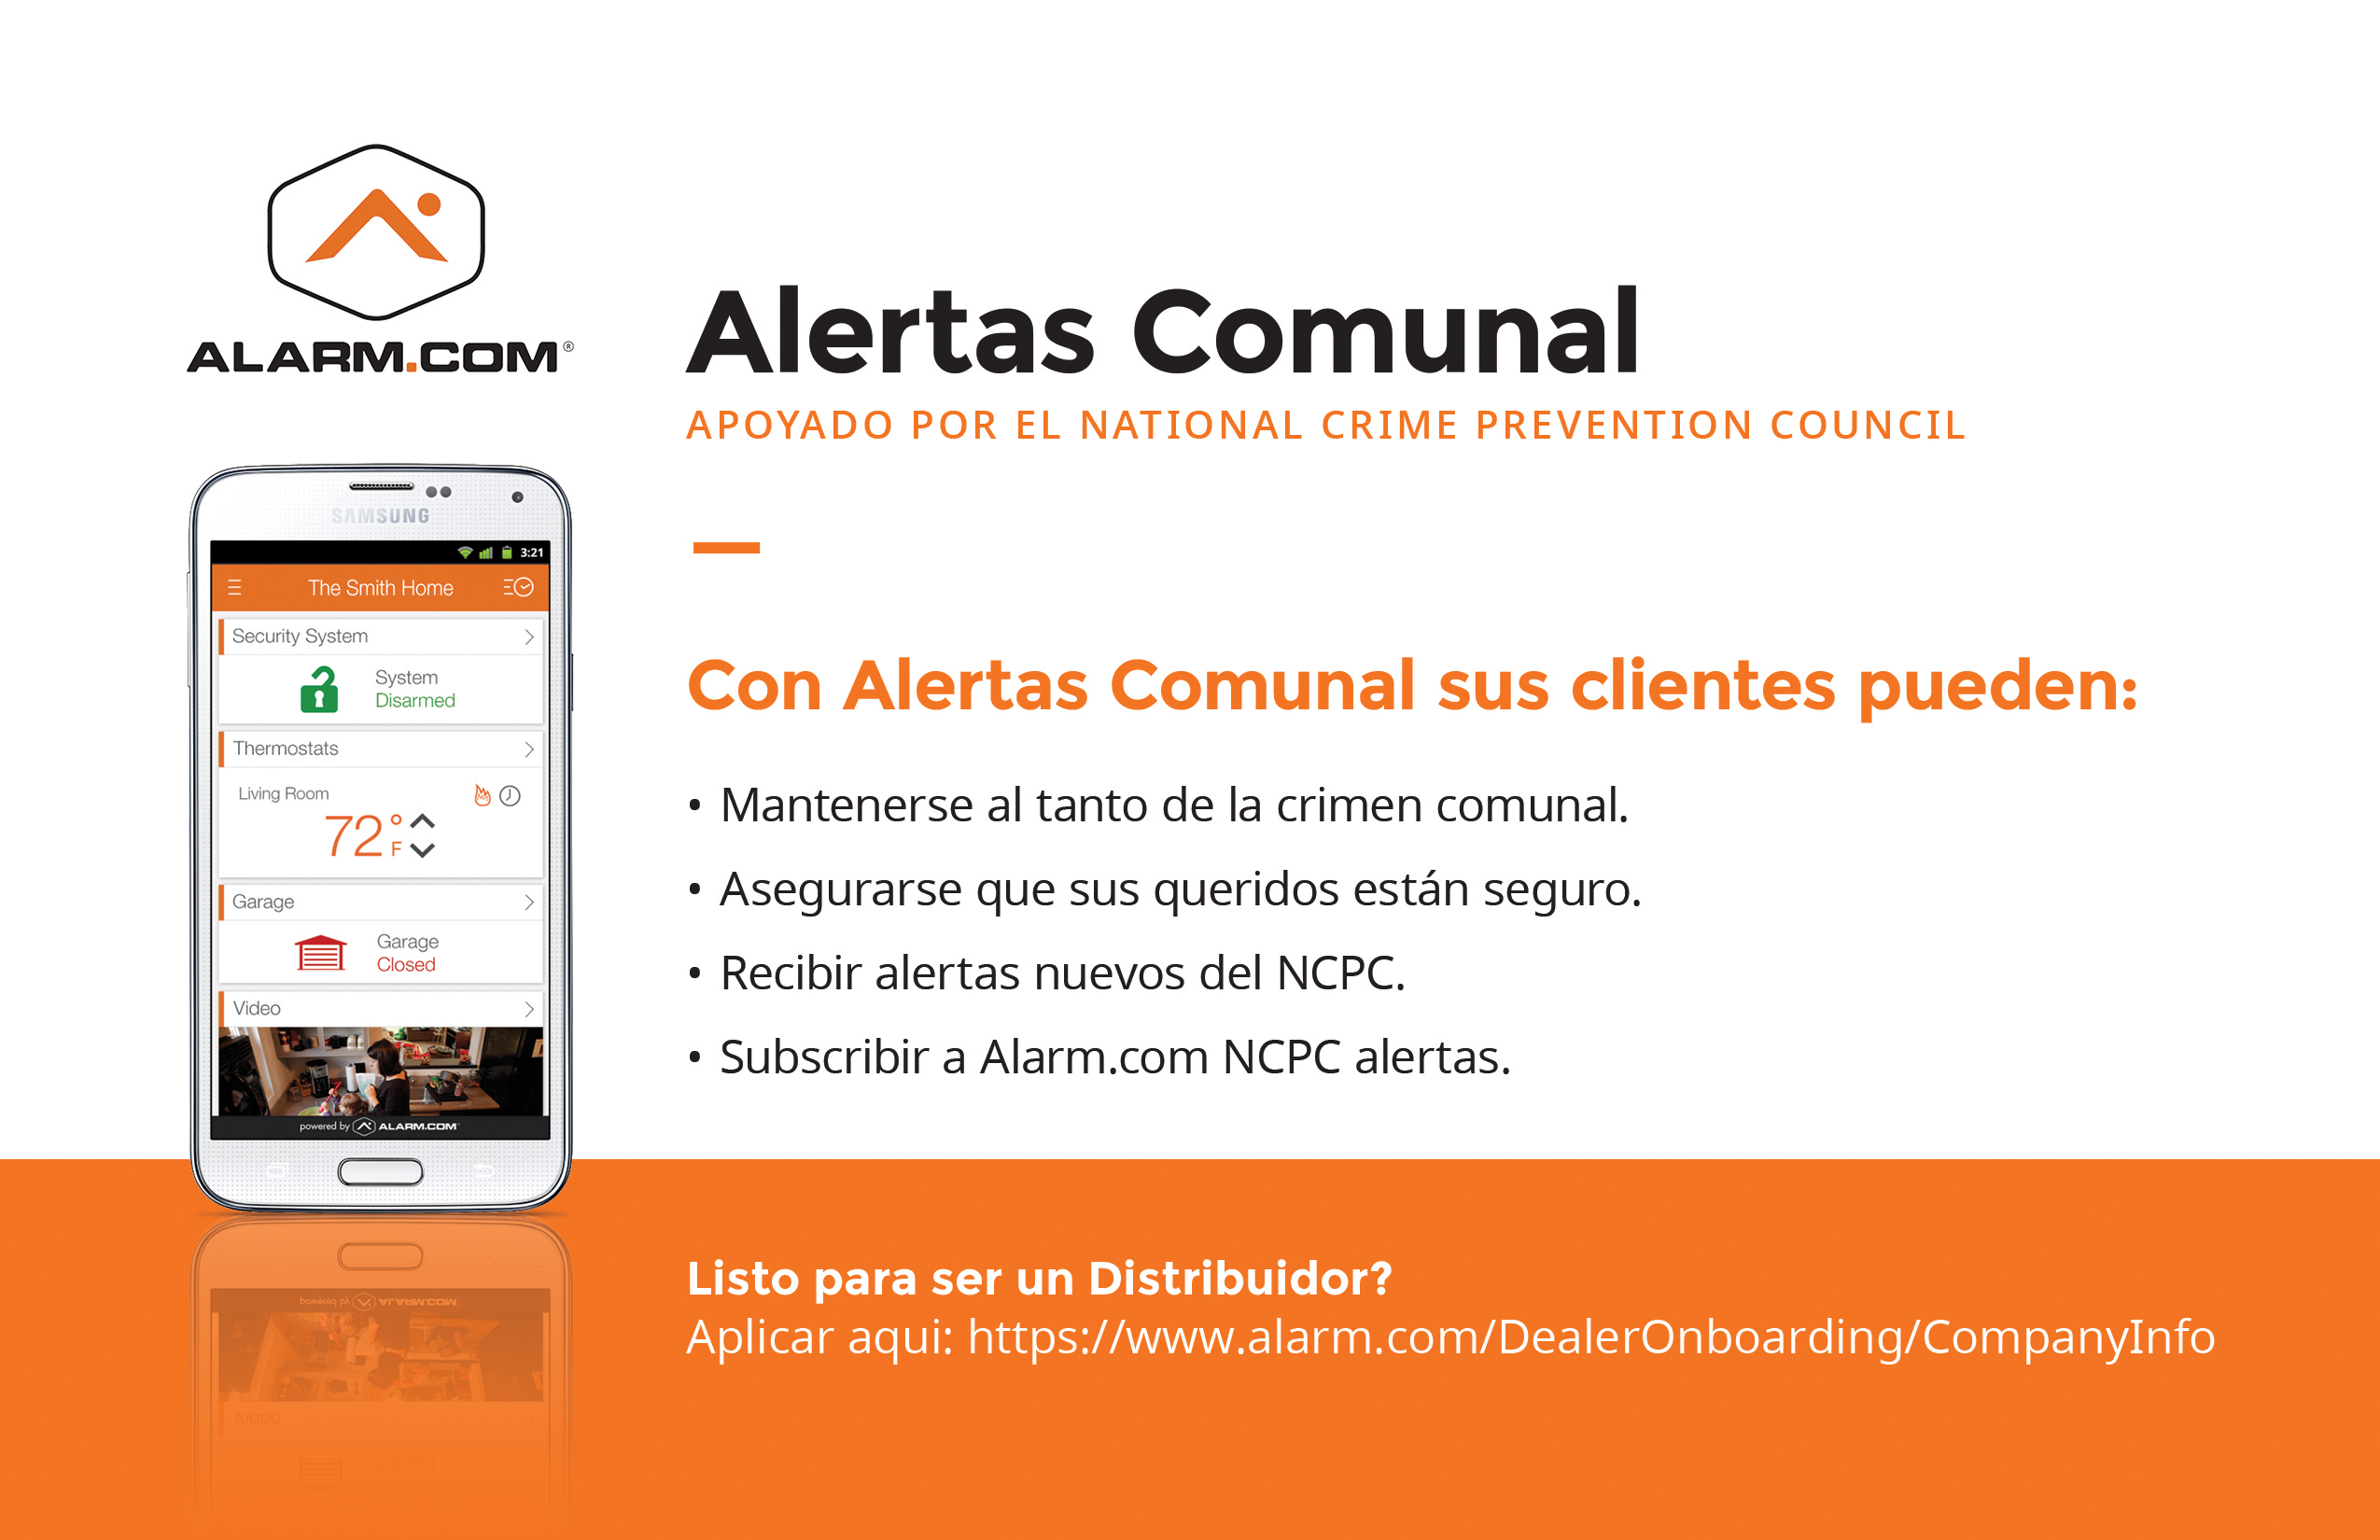 ALARM.COM®
Alertas Comunal
APOYADO POR EL NATIONAL CRIME PREVENTION COUNCIL
SAMSUNG
3:21
The Smith Home
Security System
System
Disarmed
Thermostats
Living Room
72°F
Garage
Garage
Closed
Video
powered by ALARM.COM
Con Alertas Comunal sus clientes pueden:
• Mantenerse al tanto de la crimen comunal.
• Asegurarse que sus queridos están seguro.
• Recibir alertas nuevos del NCPC.
• Subscribir a Alarm.com NCPC alertas.
Listo para ser un Distribuidor?
Aplicar aqui: https://www.alarm.com/DealerOnboarding/CompanyInfo